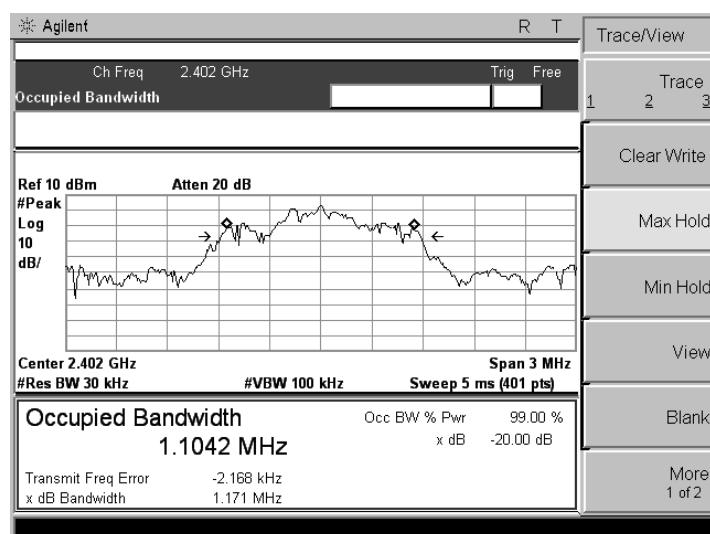 Agilent R T
Trace/View
Ch Freq 2.402 GHz Trig Free
Occupied Bandwidth
Trace
1 2 3
Clear Write
Ref 10 dBm Atten 20 dB
#Peak
Log
10
dB/
Max Hold
Min Hold
Center 2.402 GHz Span 3 MHz
#Res BW 30 kHz #VBW 100 kHz Sweep 5 ms (401 pts)
View
Occupied Bandwidth Occ BW % Pwr 99.00 %
1.1042 MHz x dB -20.00 dB
Blank
Transmit Freq Error -2.168 kHz
x dB Bandwidth 1.171 MHz
More
1 of 2